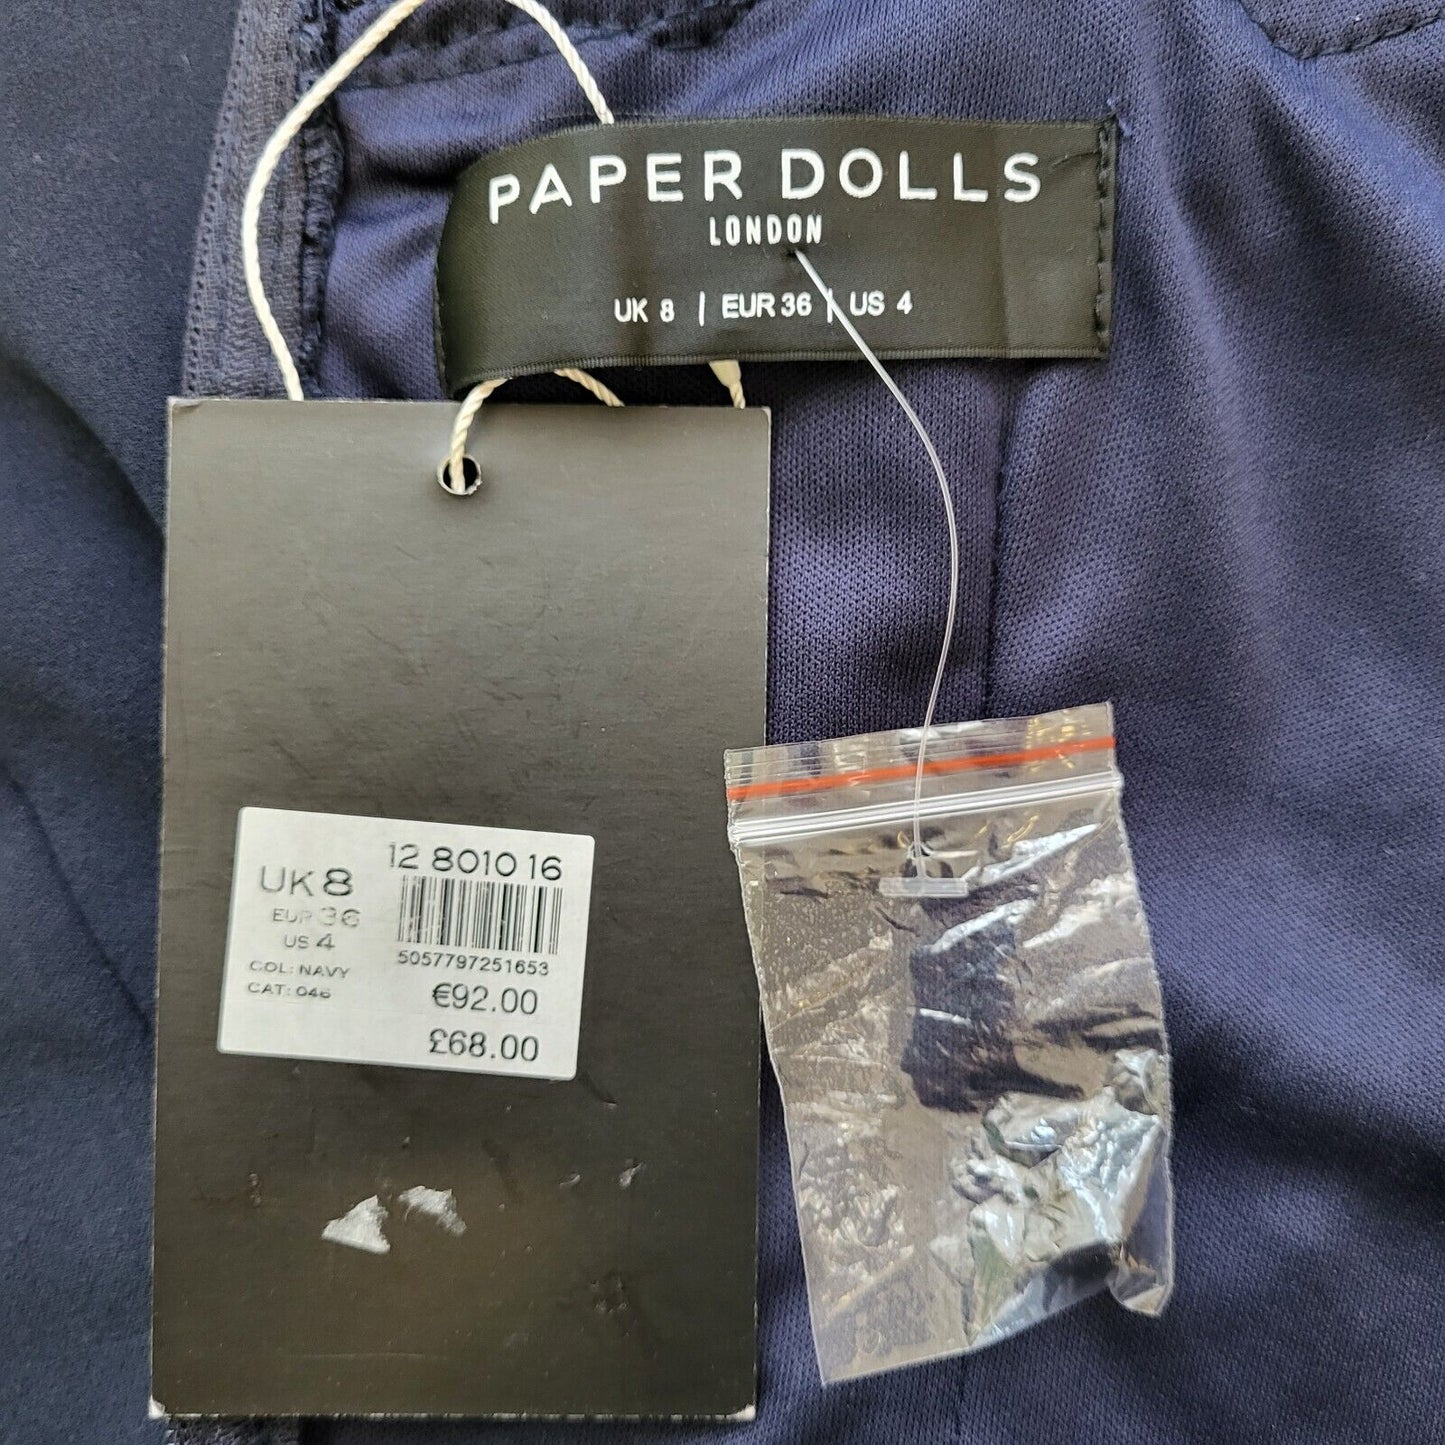 PAPER DOLLS
LONDON
UK 8 | EUR 36 | US 4
12 8010 16
UK 8
EUR 36
US 4
5057797251653
COL: NAVY
CAT: 046
€92.00
£68.00